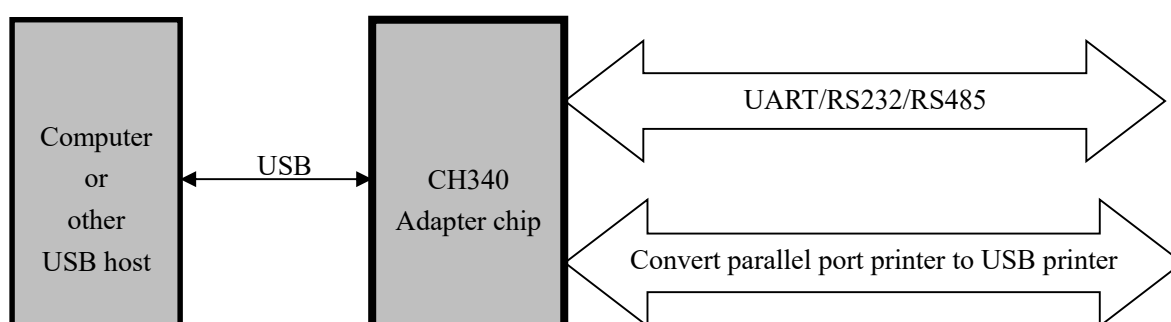 Computer
or
other
USB host
USB
CH340
Adapter chip
UART/RS232/RS485
Convert parallel port printer to USB printer